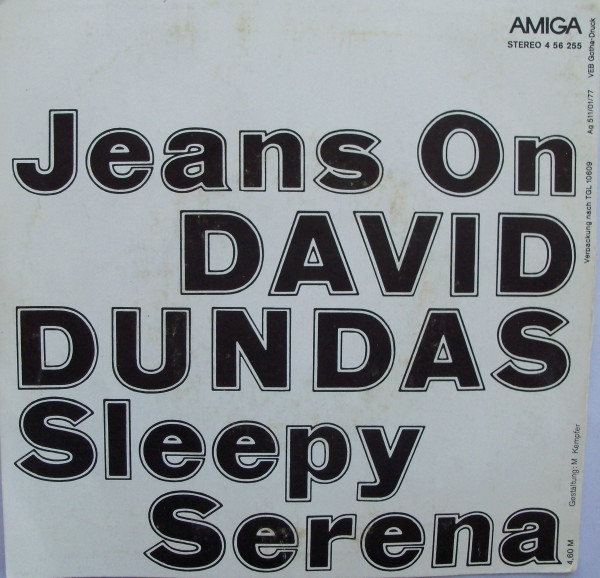 AMIGA
STEREO 4 56 255
Jeans On
DAVID
DUNDAS
Sleepy
Serena
Verpackung nach TGL 10609 Ag 511/01/77 VEB Gotha-Druck
Gestaltung: M. Kempfer
4,60 M